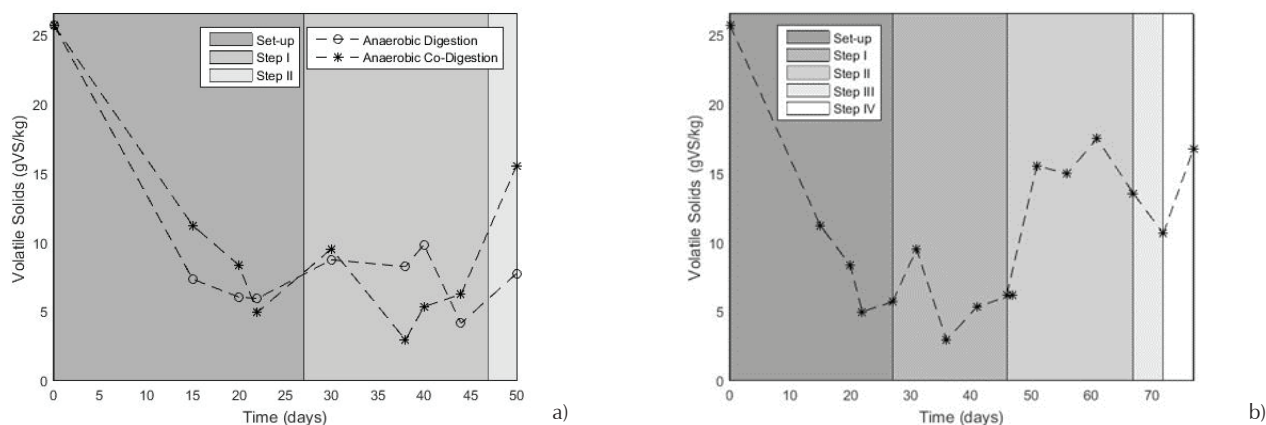 25
20
15
10
5
0
Volatile Solids (gVS/kg)
0 5 10 15 20 25 30 35 40 45 50
Time (days)
Set-up
Step I
Step II
Anaerobic Digestion
Anaerobic Co-Digestion
a)
25
20
15
10
5
0
Volatile Solids (gVS/kg)
0 10 20 30 40 50 60 70
Time (days)
Set-up
Step I
Step II
Step III
Step IV
b)